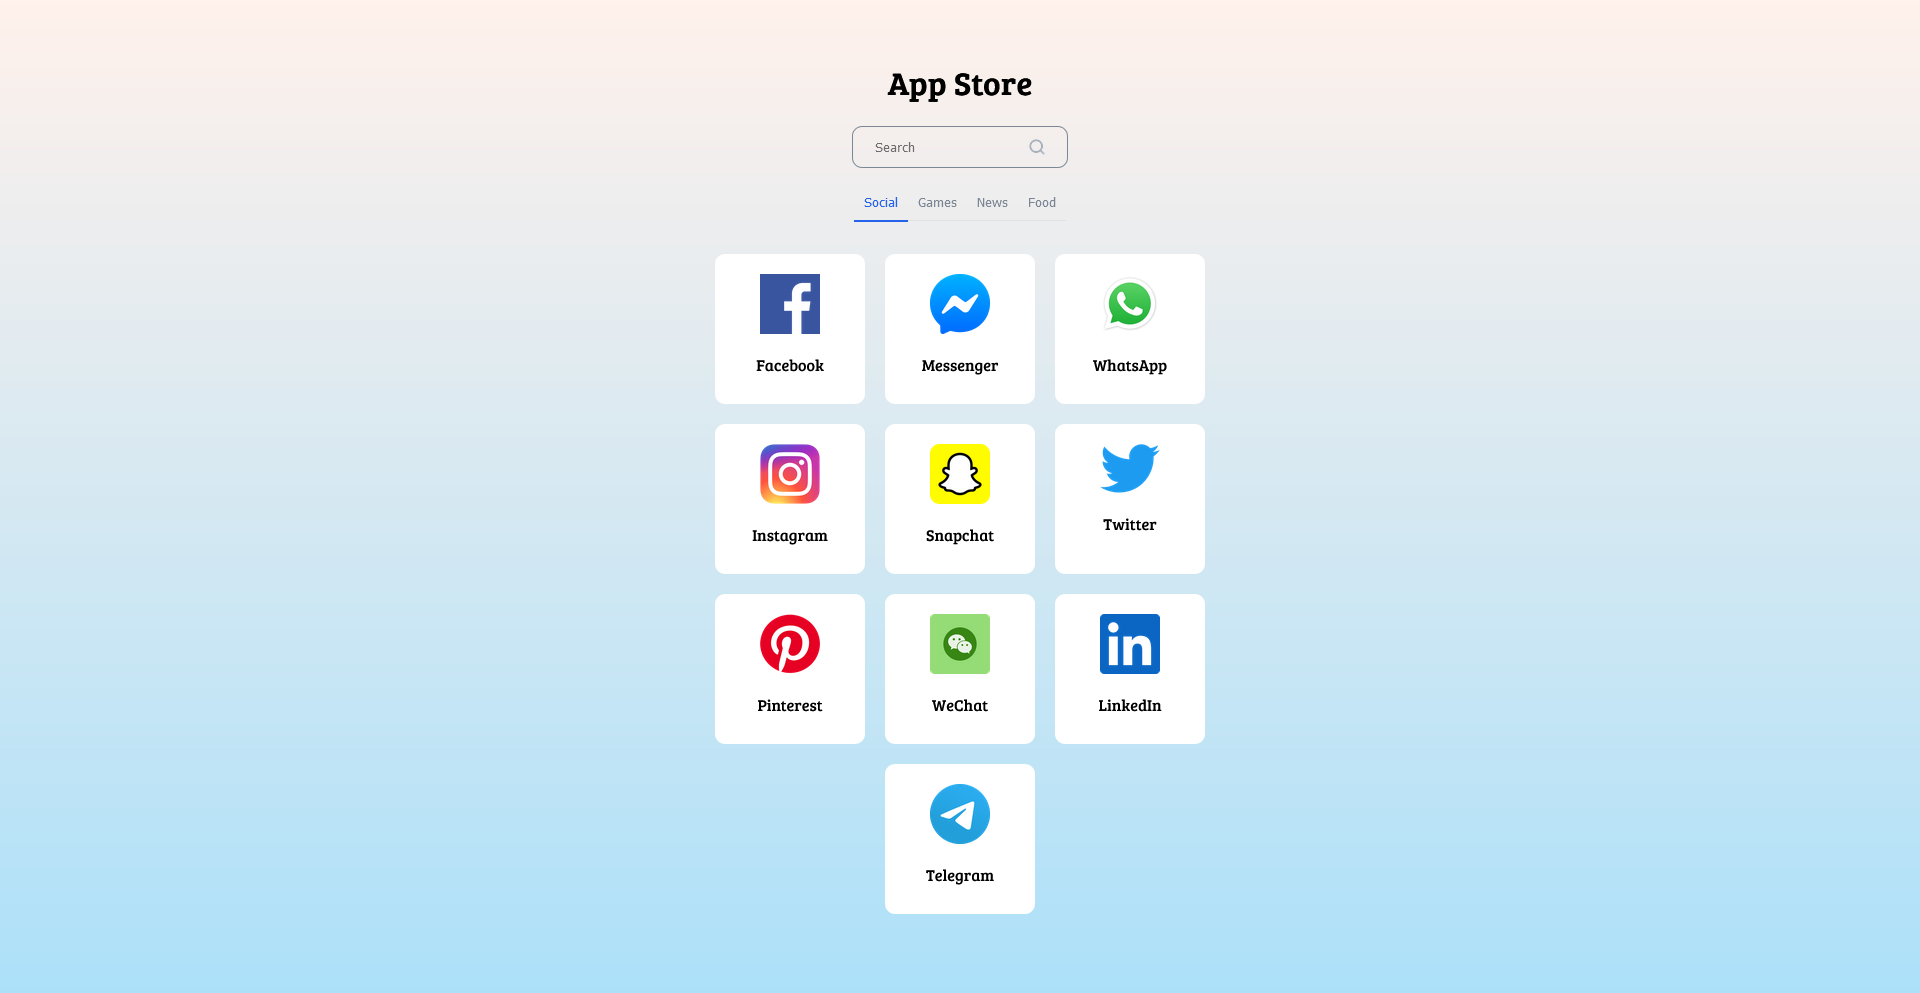 App Store
Search
Social Games News Food
Facebook Messenger WhatsApp
Instagram Snapchat Twitter
Pinterest WeChat LinkedIn
Telegram